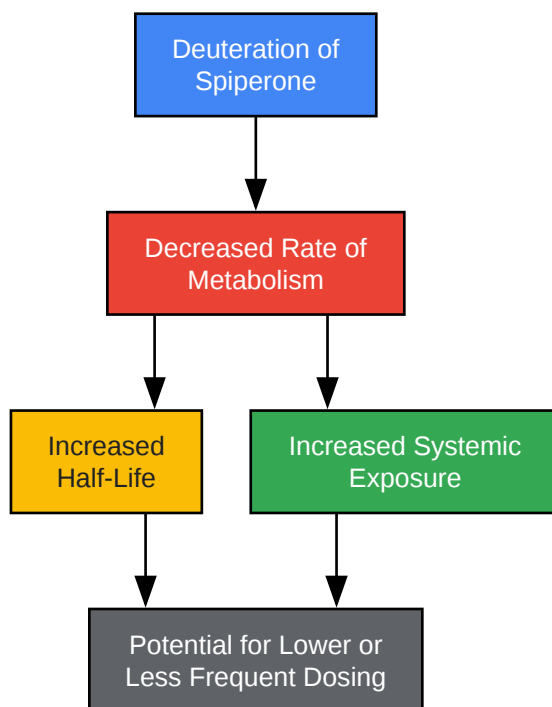 Deuteration of
Spiperone
Decreased Rate of
Metabolism
Increased
Half-Life
Increased Systemic
Exposure
Potential for Lower or
Less Frequent Dosing